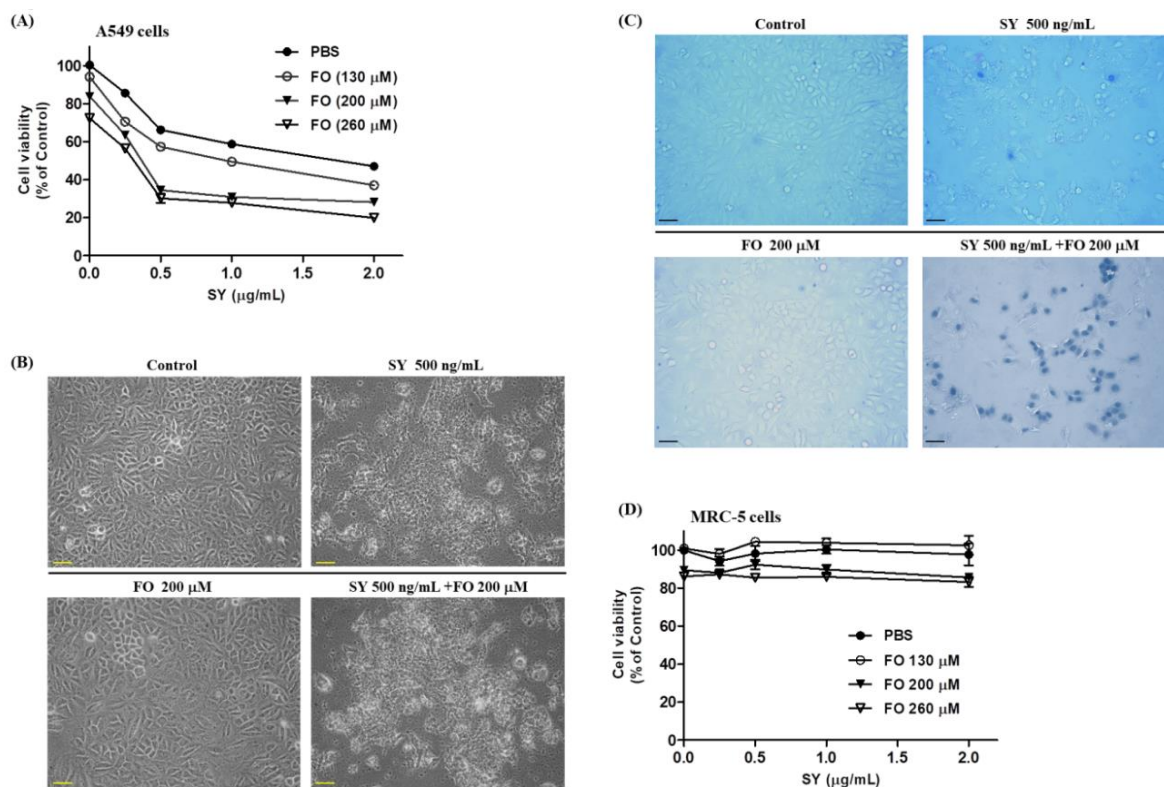 (A)
A549 cells
PBS
FO (130 μM)
FO (200 μM)
FO (260 μM)
Cell viability
(% of Control)
100
80
60
40
20
0
0.0
0.5
1.0
1.5
2.0
SY (μg/mL)
(B)
Control
SY 500 ng/mL
FO 200 μM
SY 500 ng/mL +FO 200 μM
(C)
Control
SY 500 ng/mL
FO 200 μM
SY 500 ng/mL +FO 200 μM
(D)
MRC-5 cells
Cell viability
(% of Control)
100
80
60
40
20
0
PBS
FO 130 μM
FO 200 μM
FO 260 μM
0.0
0.5
1.0
1.5
2.0
SY (μg/mL)